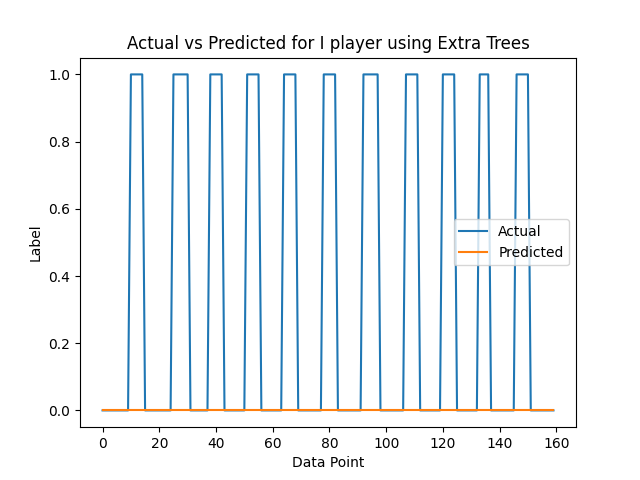 Actual vs Predicted for I player using Extra Trees
1.0
0.8
0.6
0.4
0.2
0.0
Label
Actual
Predicted
0 20 40 60 80 100 120 140 160
Data Point